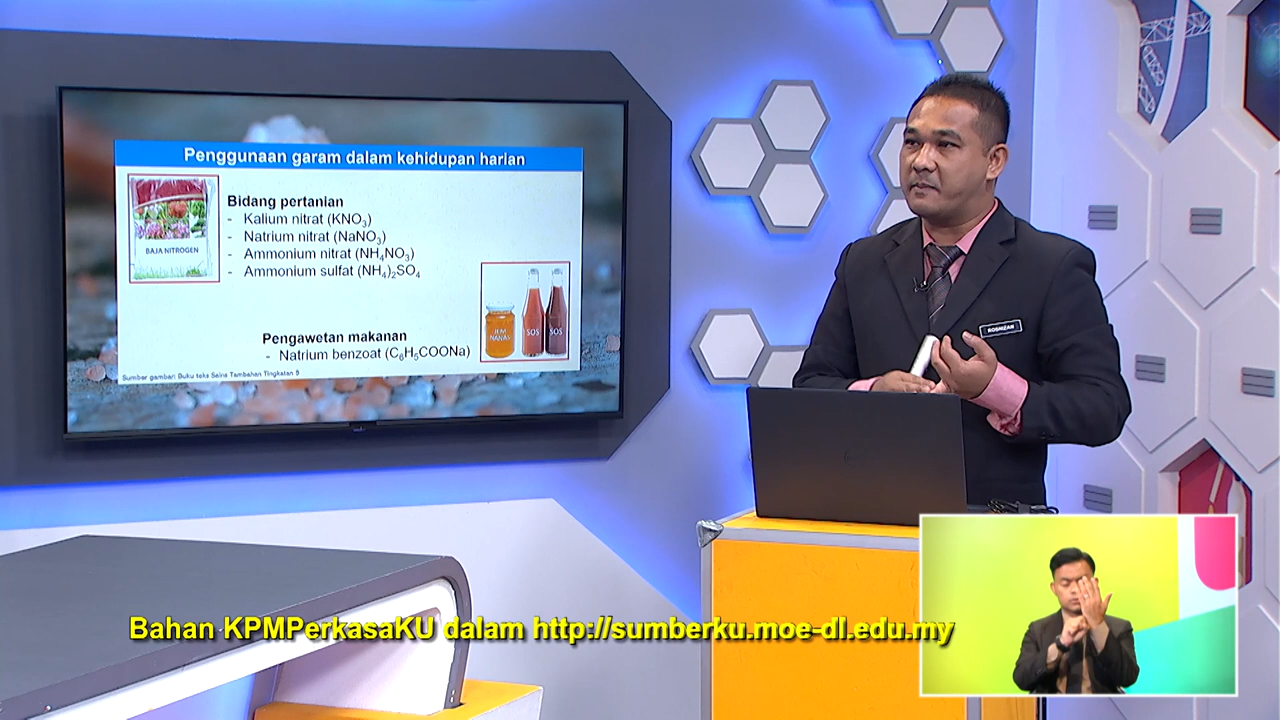 Penggunaan garam dalam kehidupan harian
BAJA NITROGEN
Bidang pertanian
- Kalium nitrat (KNO₃)
- Natrium nitrat (NaNO₃)
- Ammonium nitrat (NH₄NO₃)
- Ammonium sulfat (NH₄)₂SO₄
Pengawetan makanan
- Natrium benzoat (C₆H₅COONa)
JEM
NANAS
SOS
SOS
Sumber gambar: Buku teks Sains Tambahan Tingkatan 5
ROSMIZAN
Bahan KPMPerkasaKU dalam http://sumberku.moe-dl.edu.my